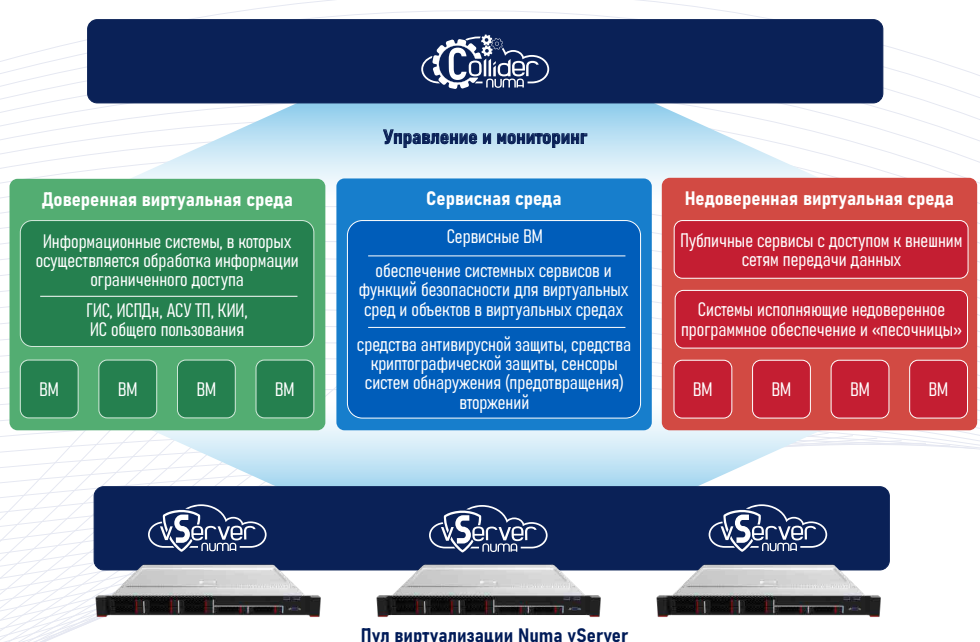 Collider
NUMA
Управление и мониторинг
Доверенная виртуальная среда
Информационные системы, в которых
осуществляется обработка информации
ограниченного доступа
ГИС, ИСПДн, АСУ ТП, КИИ,
ИС общего пользования
ВМ
ВМ
ВМ
ВМ
Сервисная среда
Сервисные ВМ
обеспечение системных сервисов и
функций безопасности для виртуальных
сред и объектов в виртуальных средах
средства антивирусной защиты, средства
криптографической защиты, сенсоры
систем обнаружения (предотвращения)
вторжений
Недоверенная виртуальная среда
Публичные сервисы с доступом к внешним
сетям передачи данных
Системы исполняющие недоверенное
программное обеспечение и «песочницы»
ВМ
ВМ
ВМ
ВМ
vServer
NUMA
vServer
NUMA
vServer
NUMA
Пул виртуализации Numa vServer